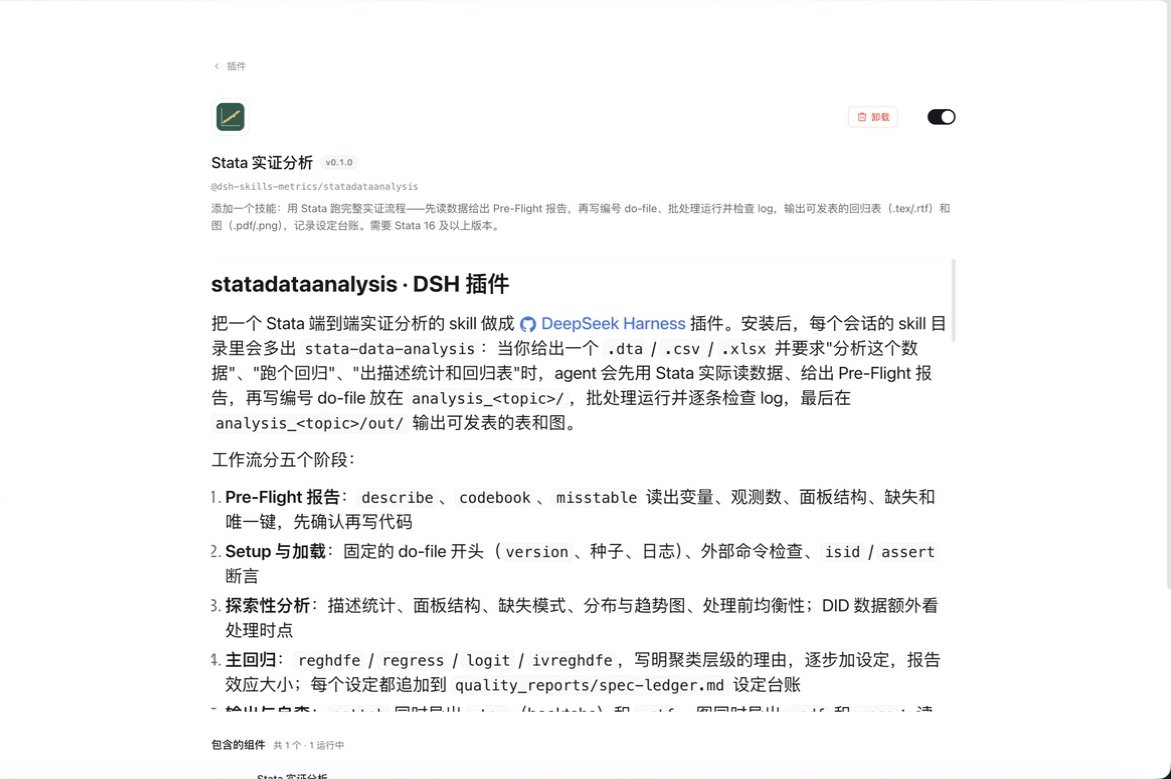 插件
卸载
Stata 实证分析 v0.1.0
@dsh-skills-metrics/statadataanalysis
添加一个技能：用 Stata 跑完整实证流程——先读数据给出 Pre-Flight 报告，再写编号 do-file、批处理运行并检查 log，输出可发表的回归表（.tex/.rtf）和
图（.pdf/.png），记录设定台账。需要 Stata 16 及以上版本。
statadataanalysis · DSH 插件
把一个 Stata 端到端实证分析的 skill 做成 DeepSeek Harness 插件。安装后，每个会话的 skill 目
录里会多出 stata-data-analysis：当你给出一个 .dta / .csv / .xlsx 并要求"分析这个数
据"、"跑个回归"、"出描述统计和回归表"时，agent 会先用 Stata 实际读数据、给出 Pre-Flight 报
告，再写编号 do-file 放在 analysis_<topic>/，批处理运行并逐条检查 log，最后在
analysis_<topic>/out/ 输出可发表的表和图。
工作流分五个阶段：
1. Pre-Flight 报告：describe、codebook、misstable 读出变量、观测数、面板结构、缺失和
唯一键，先确认再写代码
2. Setup 与加载：固定的 do-file 开头（version、种子、日志）、外部命令检查、isid / assert
断言
3. 探索性分析：描述统计、面板结构、缺失模式、分布与趋势图、处理前均衡性；DID 数据额外看
处理时点
4. 主回归：reghdfe / regress / logit / ivreghdfe，写明聚类层级的理由，逐步加设定，报告
效应大小；每个设定都追加到 quality_reports/spec-ledger.md 设定台账
包含的组件 共 1 个 · 1 运行中
Stata 实证分析